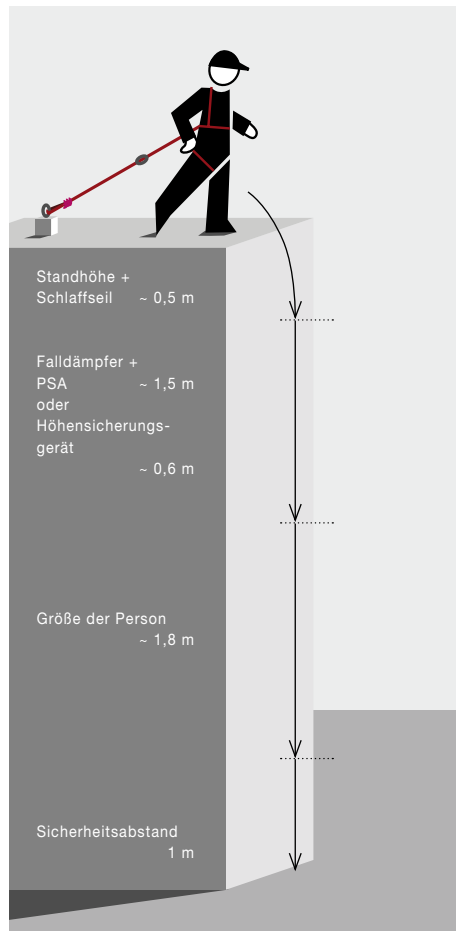 Standhöhe +
Schlaffseil ~ 0,5 m
Falldämpfer +
PSA ~ 1,5 m
oder
Höhensicherungs-
gerät
~ 0,6 m
Größe der Person
~ 1,8 m
Sicherheitsabstand
1 m